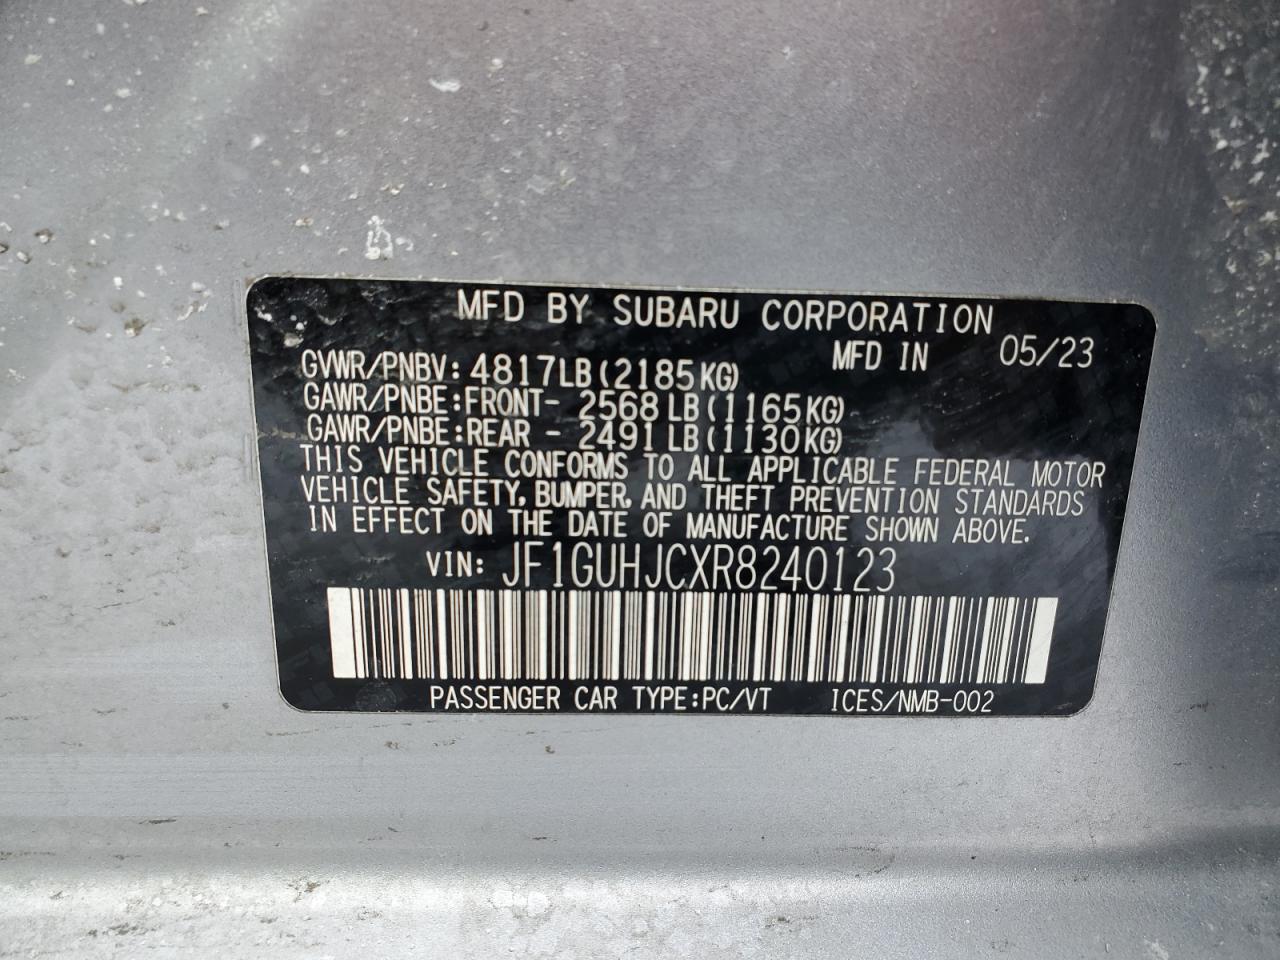 MFD BY SUBARU CORPORATION
MFD IN 05/23
GVWR/PNBV: 4817LB(2185KG)
GAWR/PNBE:FRONT- 2568LB(1165KG)
GAWR/PNBE:REAR - 2491LB(1130KG)
THIS VEHICLE CONFORMS TO ALL APPLICABLE FEDERAL MOTOR
VEHICLE SAFETY, BUMPER, AND THEFT PREVENTION STANDARDS
IN EFFECT ON THE DATE OF MANUFACTURE SHOWN ABOVE.
VIN: JF1GUHJCXR8240123
PASSENGER CAR TYPE:PC/VT ICES/NMB-002